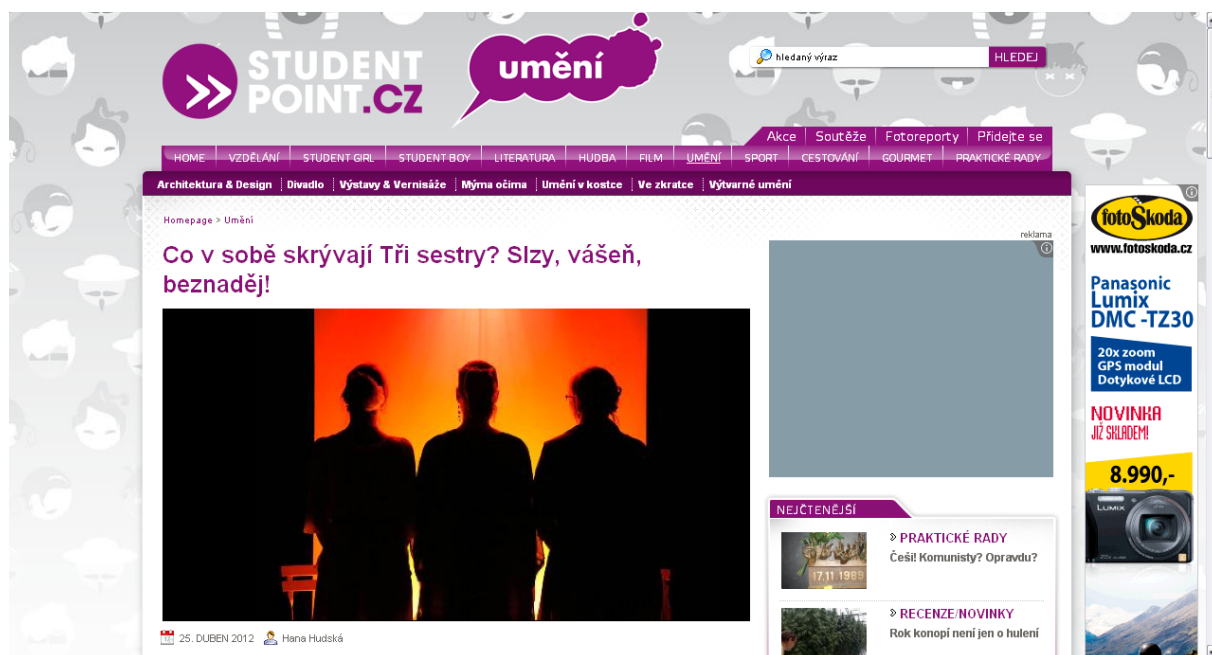 STUDENT
POINT.CZ
umění
hledaný výraz
HLEDEJ
Akce
Soutěže
Fotoreporty
Přidejte se
HOME
VZDĚLÁNÍ
STUDENT GIRL
STUDENT BOY
LITERATURA
HUDBA
FILM
UMĚNÍ
SPORT
CESTOVÁNÍ
GOURMET
PRAKTICKÉ RADY
Architektura & Design
Divadlo
Výstavy & Vernisáže
Mýma očima
Umění v kostce
Ve zkratce
Výtvarné umění
Homepage > Umění
Co v sobě skrývají Tři sestry? Slzy, vášeň,
beznaděj!
25. DUBEN 2012
Hana Hudská
reklama
NEJČTENĚJŠÍ
17.11.1989
PRAKTICKÉ RADY
Češi! Komunisty? Opravdu?
RECENZE/NOVINKY
Rok konopí není jen o hulení
fotoŠkoda
www.fotoskoda.cz
Panasonic
Lumix
DMC -TZ30
20x zoom
GPS modul
Dotykové LCD
NOVINKA
JIŽ SKLADEM!
8.990,-
LUMIX